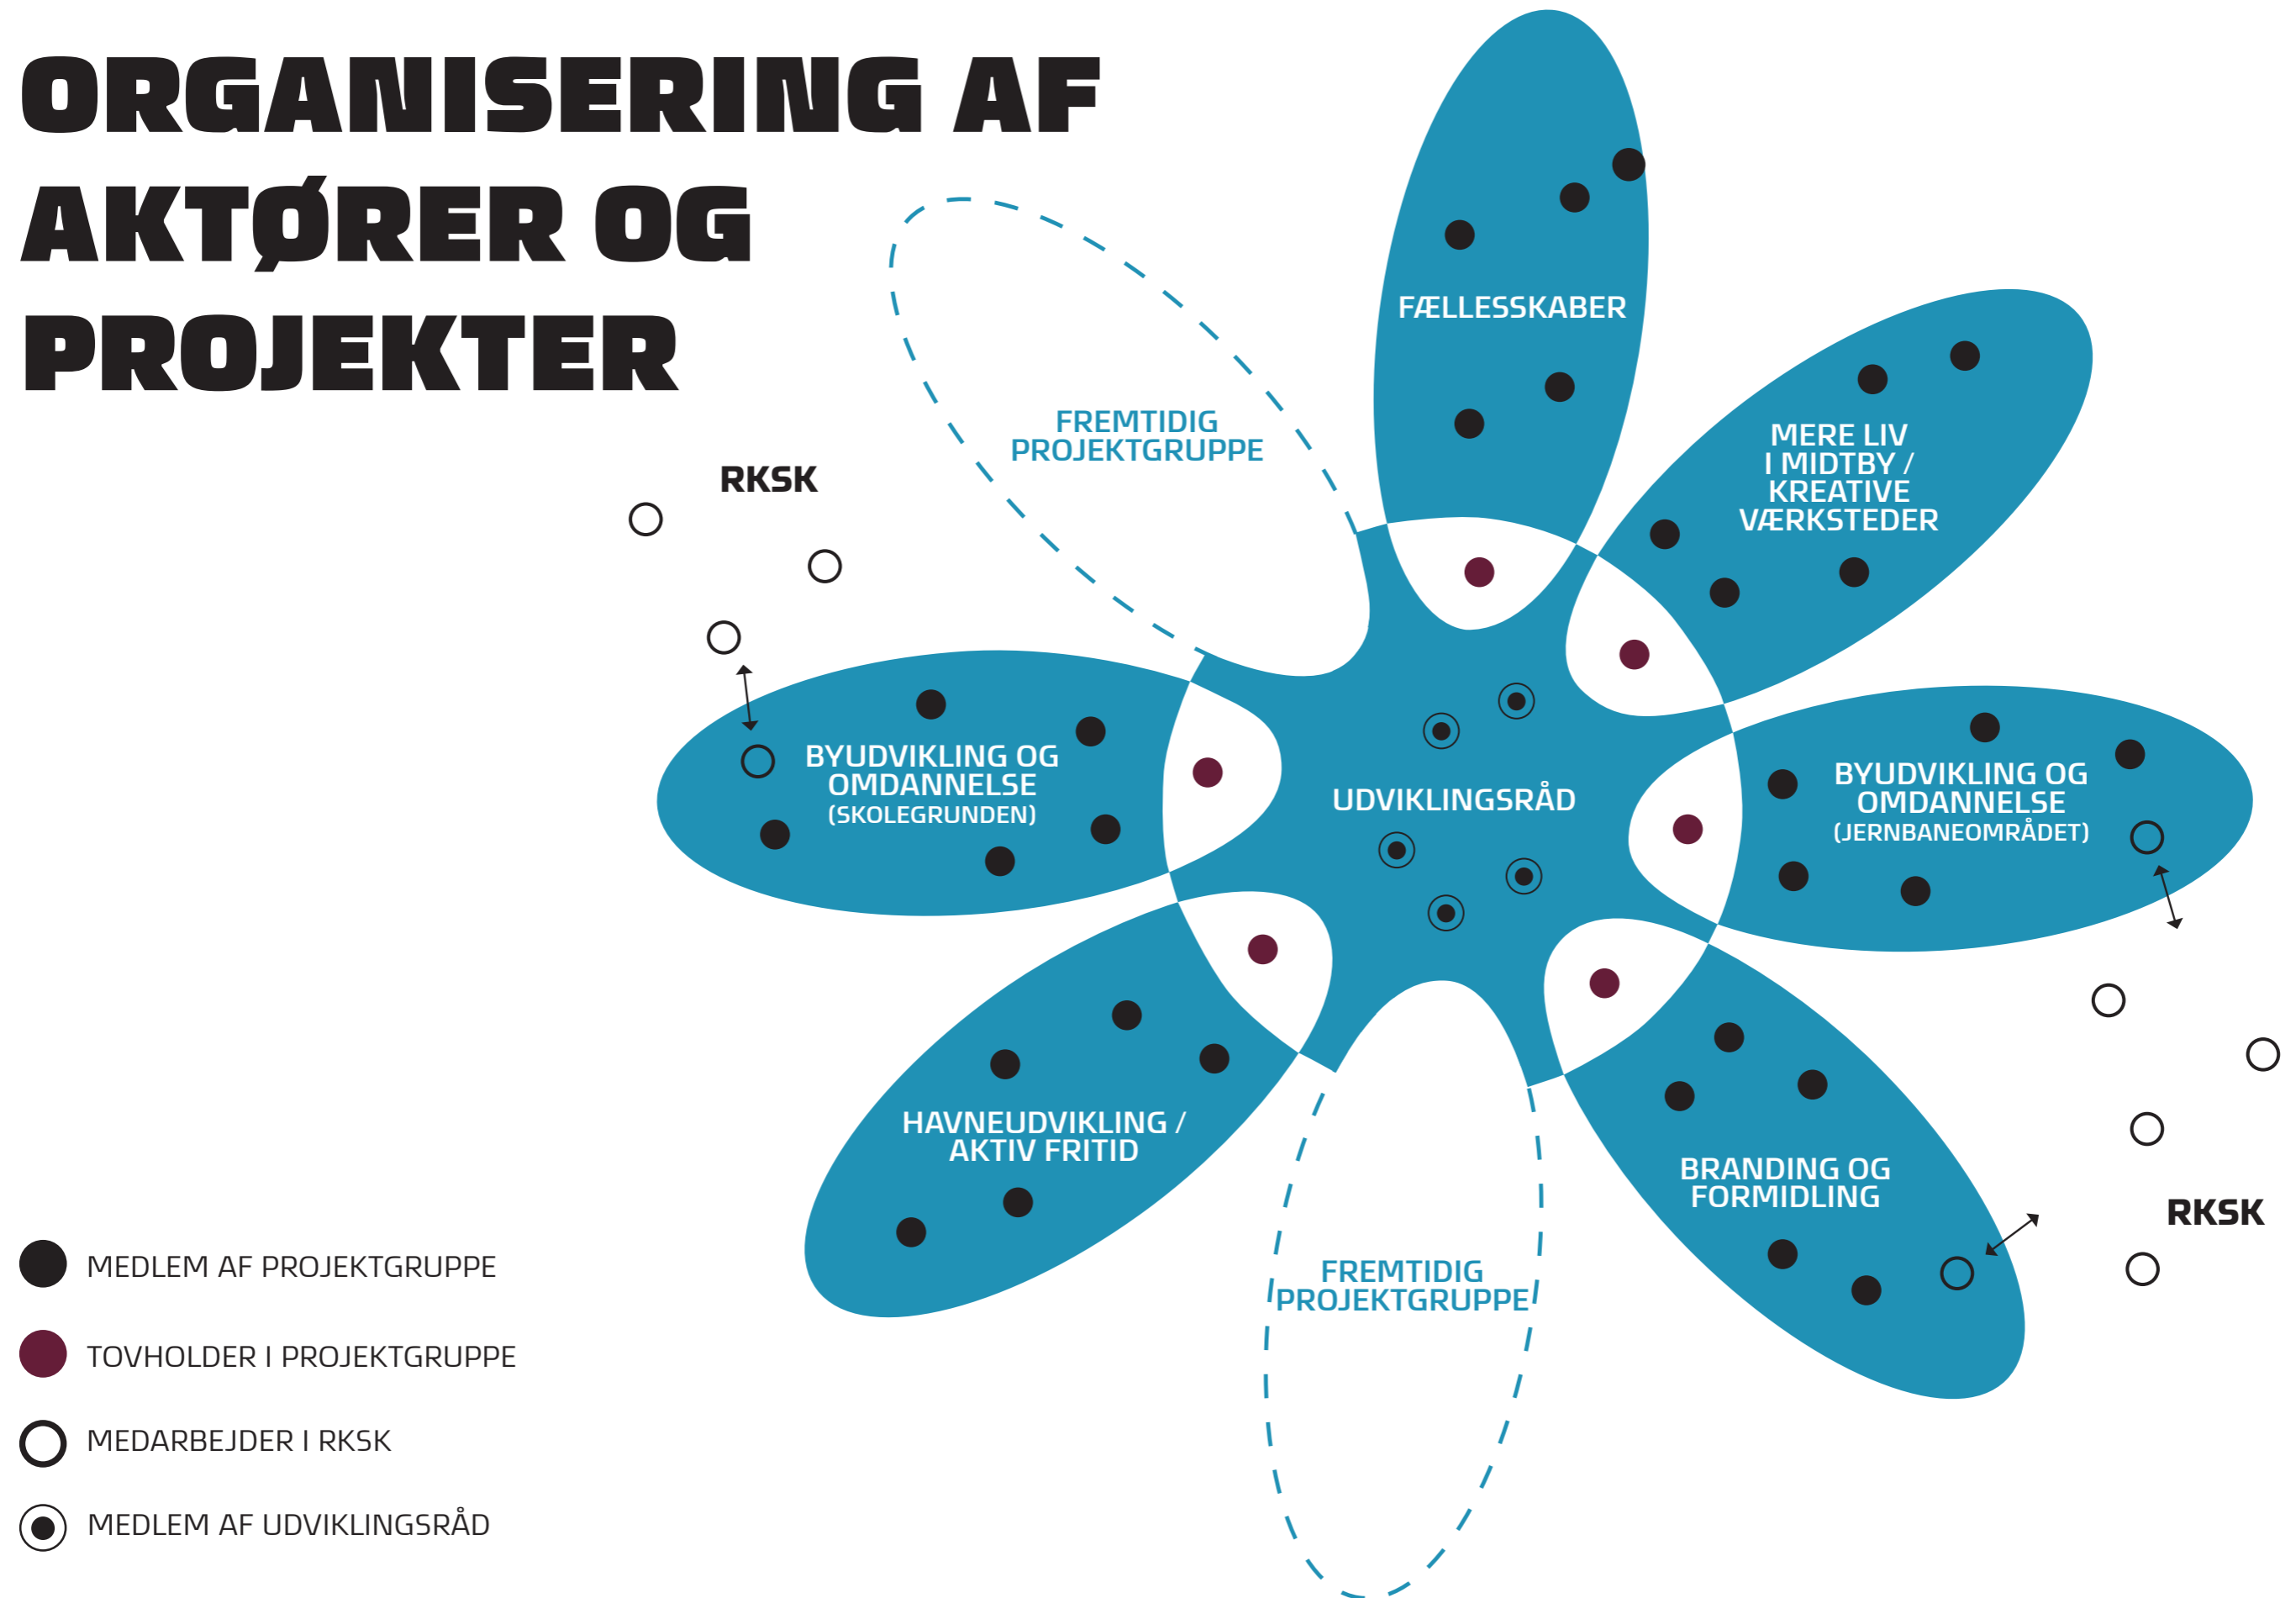 ORGANISERING AF
AKTØRER OG
PROJEKTER
FÆLLESSKABER
FREMTIDIG
PROJEKTGRUPPE
MERE LIV
I MIDTBY /
KREATIVE
VÆRKSTEDER
RKSK
BYUDVIKLING OG
OMDANNELSE
(SKOLEGRUNDEN)
UDVIKLINGSRÅD
BYUDVIKLING OG
OMDANNELSE
(JERNBANEOMRÅDET)
HAVNEUDVIKLING /
AKTIV FRITID
BRANDING OG
FORMIDLING
RKSK
FREMTIDIG
PROJEKTGRUPPE
MEDLEM AF PROJEKTGRUPPE
TOVHOLDER I PROJEKTGRUPPE
MEDARBEJDER I RKSK
MEDLEM AF UDVIKLINGSRÅD